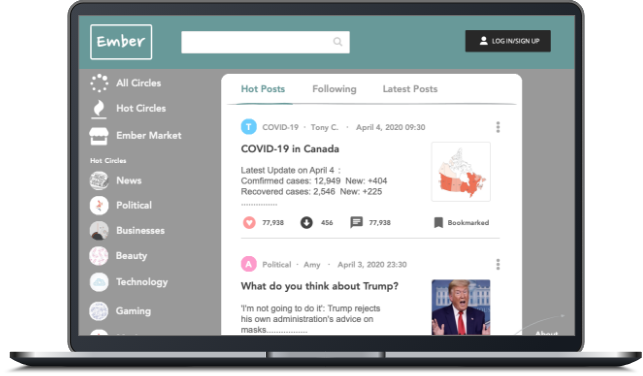 Ember
LOG IN/SIGN UP
All Circles
Hot Circles
Ember Market
Hot Circles
News
Political
Businesses
Beauty
Technology
Gaming
Hot Posts Following Latest Posts
T COVID-19 · Tony C. · April 4, 2020 09:30
COVID-19 in Canada
Latest Update on April 4 :
Comfirmed cases: 12,949 New: +404
Recovered cases: 2,546 New: +225
................
77,938 456 77,938 Bookmarked
A Political · Amy · April 3, 2020 23:30
What do you think about Trump?
'I'm not going to do it': Trump rejects
his own administration's advice on
masks..................
About